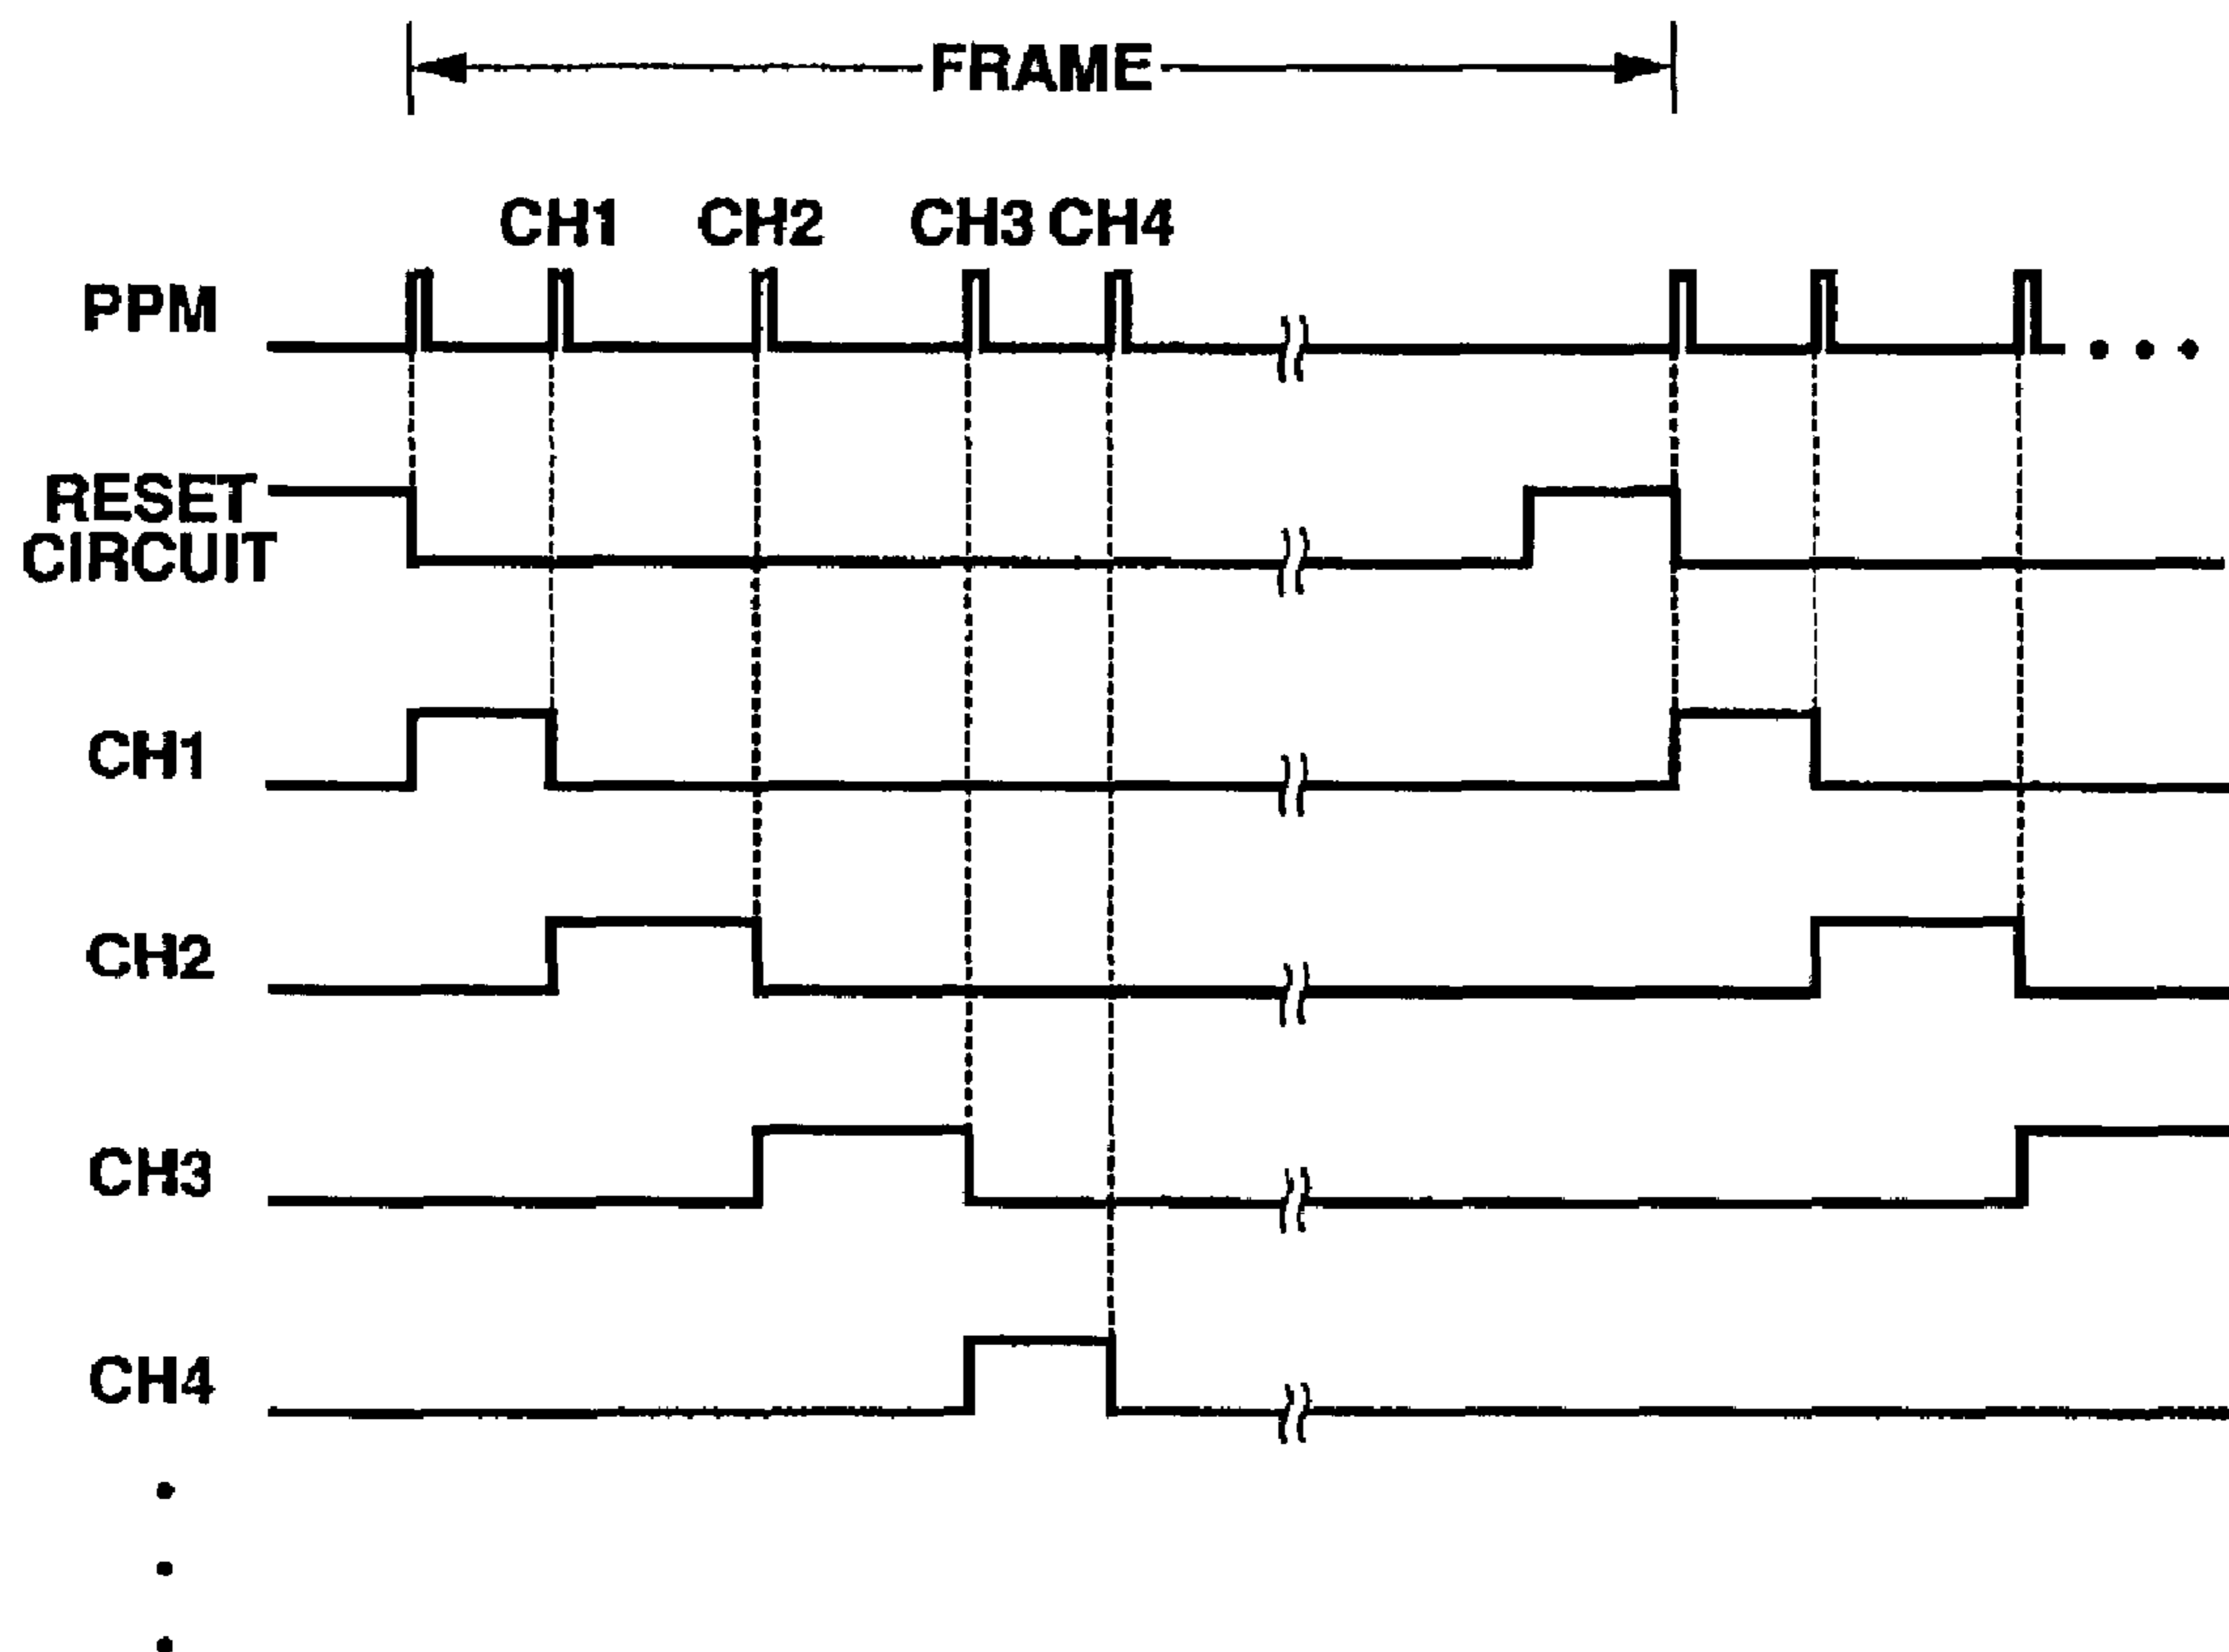 FRAME
CH1 CH2 CH3 CH4
PPM
RESET
CIRCUIT
CH1
CH2
CH3
CH4